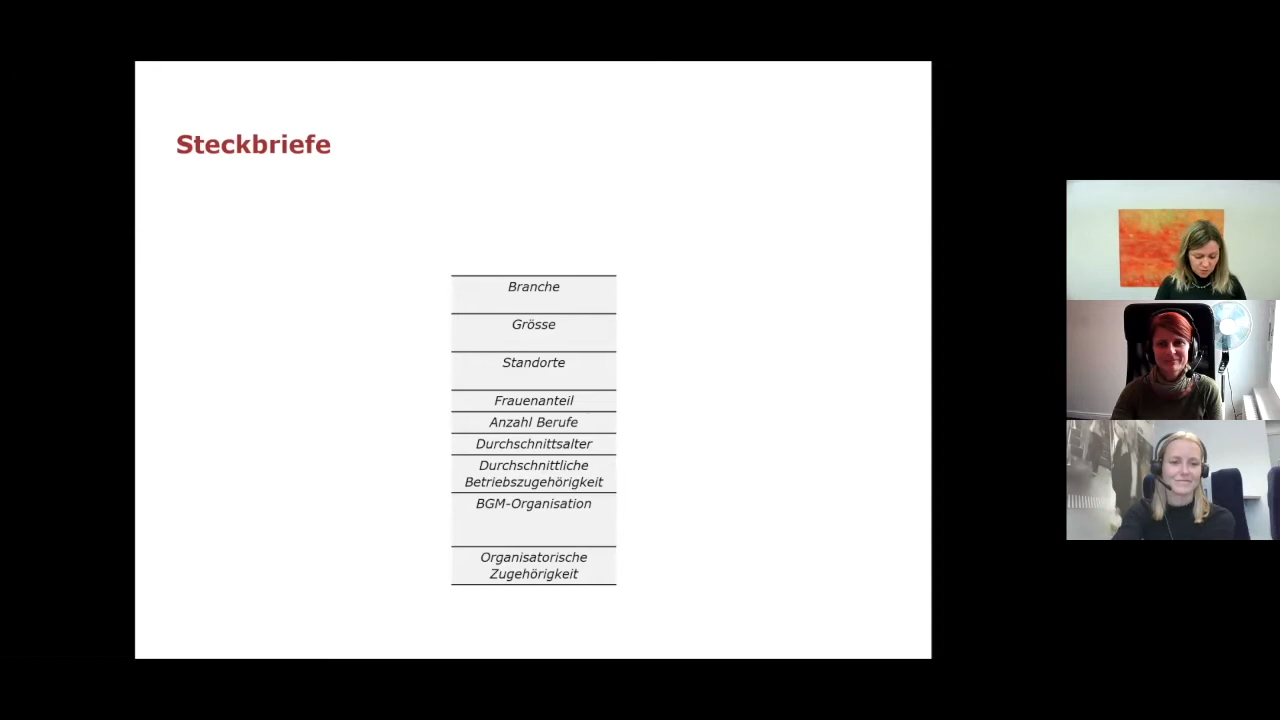 Steckbriefe
Branche
Grösse
Standorte
Frauenanteil
Anzahl Berufe
Durchschnittsalter
Durchschnittliche
Betriebszugehörigkeit
BGM-Organisation
Organisatorische
Zugehörigkeit